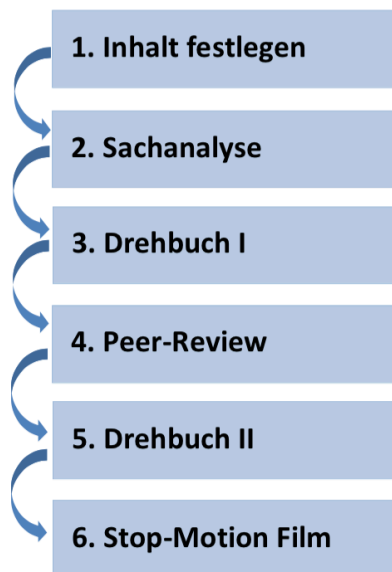 1. Inhalt festlegen
2. Sachanalyse
3. Drehbuch I
4. Peer-Review
5. Drehbuch II
6. Stop-Motion Film